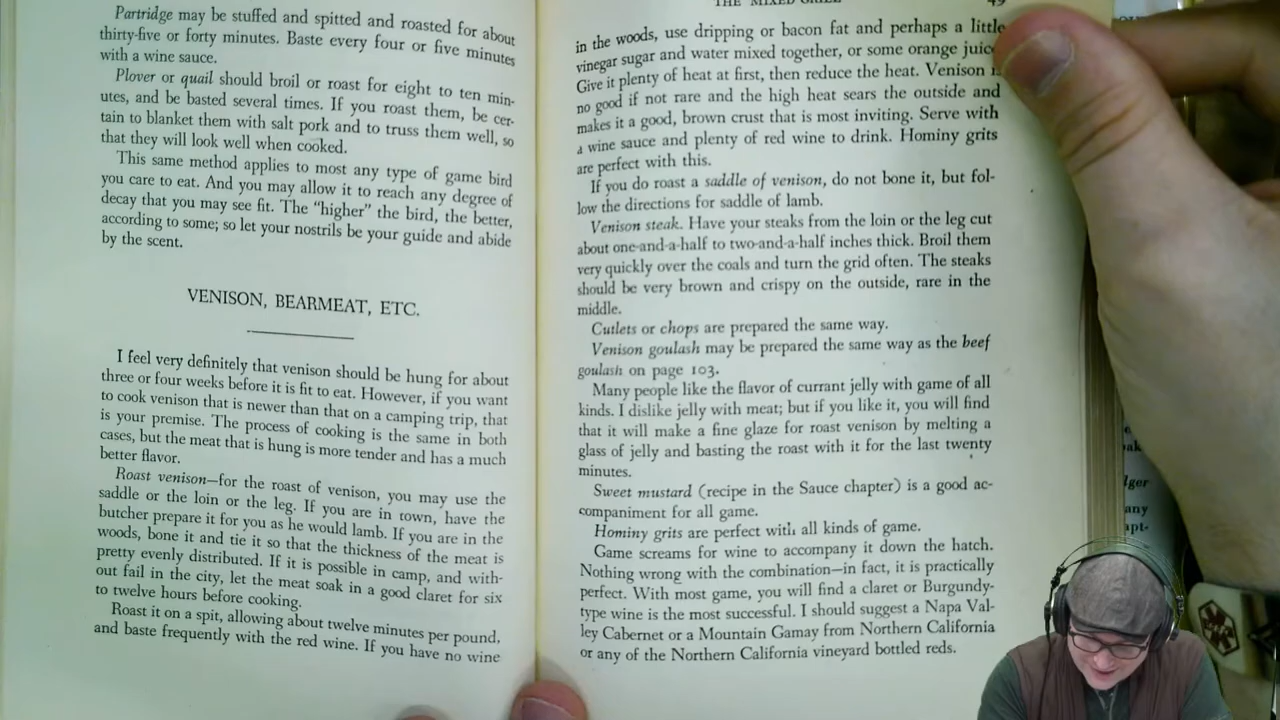 Partridge may be stuffed and spitted and roasted for about
thirty-five or forty minutes. Baste every four or five minutes
with a wine sauce.
Plover or quail should broil or roast for eight to ten min-
utes, and be basted several times. If you roast them, be cer-
tain to blanket them with salt pork and to truss them well, so
that they will look well when cooked.
This same method applies to most any type of game bird
you care to eat. And you may allow it to reach any degree of
decay that you may see fit. The "higher" the bird, the better,
according to some; so let your nostrils be your guide and abide
by the scent.
VENISON, BEARMEAT, ETC.
I feel very definitely that venison should be hung for about
three or four weeks before it is fit to eat. However, if you want
to cook venison that is newer than that on a camping trip, that
is your premise. The process of cooking is the same in both
cases, but the meat that is hung is more tender and has a much
better flavor.
Roast venison—for the roast of venison, you may use the
saddle or the loin or the leg. If you are in town, have the
butcher prepare it for you as he would lamb. If you are in the
woods, bone it and tie it so that the thickness of the meat is
pretty evenly distributed. If it is possible in camp, and with-
out fail in the city, let the meat soak in a good claret for six
to twelve hours before cooking.
Roast it on a spit, allowing about twelve minutes per pound,
and baste frequently with the red wine. If you have no wine
THE MIXED GRILL 49
in the woods, use dripping or bacon fat and perhaps a little
vinegar sugar and water mixed together, or some orange juice
Give it plenty of heat at first, then reduce the heat. Venison is
no good if not rare and the high heat sears the outside and
makes it a good, brown crust that is most inviting. Serve with
a wine sauce and plenty of red wine to drink. Hominy grits
are perfect with this.
If you do roast a saddle of venison, do not bone it, but fol-
low the directions for saddle of lamb.
Venison steak. Have your steaks from the loin or the leg cut
about one-and-a-half to two-and-a-half inches thick. Broil them
very quickly over the coals and turn the grid often. The steaks
should be very brown and crispy on the outside, rare in the
middle.
Cutlets or chops are prepared the same way.
Venison goulash may be prepared the same way as the beef
goulash on page 103.
Many people like the flavor of currant jelly with game of all
kinds. I dislike jelly with meat; but if you like it, you will find
that it will make a fine glaze for roast venison by melting a
glass of jelly and basting the roast with it for the last twenty
minutes.
Sweet mustard (recipe in the Sauce chapter) is a good ac-
companiment for all game.
Hominy grits are perfect with all kinds of game.
Game screams for wine to accompany it down the hatch.
Nothing wrong with the combination—in fact, it is practically
perfect. With most game, you will find a claret or Burgundy-
type wine is the most successful. I should suggest a Napa Val-
ley Cabernet or a Mountain Gamay from Northern California
or any of the Northern California vineyard bottled reds.